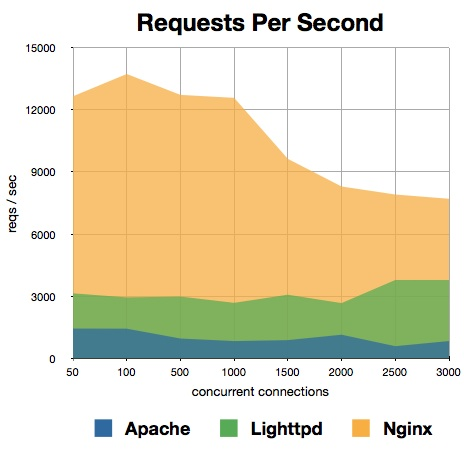 Requests Per Second
15000
12000
9000
6000
3000
0
reqs / sec
50 100 500 1000 1500 2000 2500 3000
concurrent connections
Apache Lighttpd Nginx